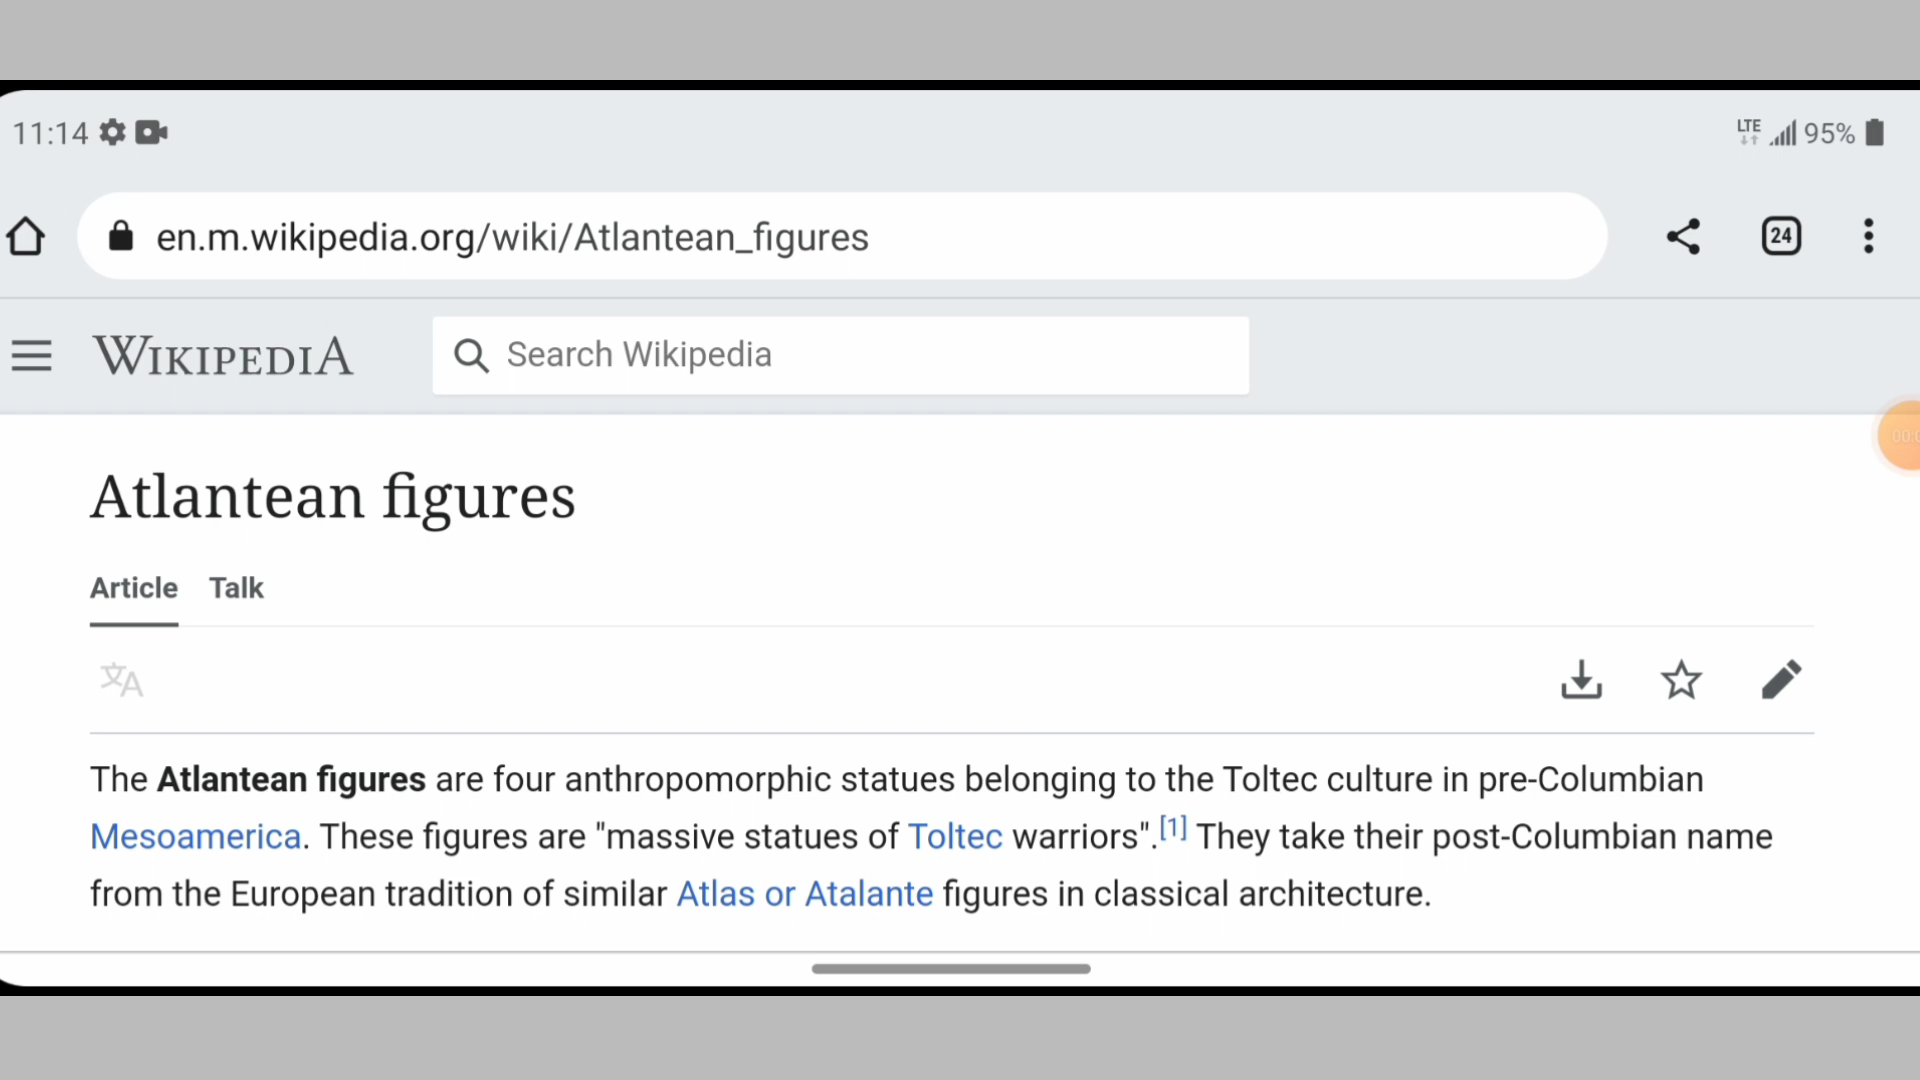 11:14
LTE 95%
en.m.wikipedia.org/wiki/Atlantean_figures
24
WIKIPEDIA
Search Wikipedia
Atlantean figures
Article Talk
文A
The Atlantean figures are four anthropomorphic statues belonging to the Toltec culture in pre-Columbian
Mesoamerica. These figures are "massive statues of Toltec warriors".[1] They take their post-Columbian name
from the European tradition of similar Atlas or Atalante figures in classical architecture.